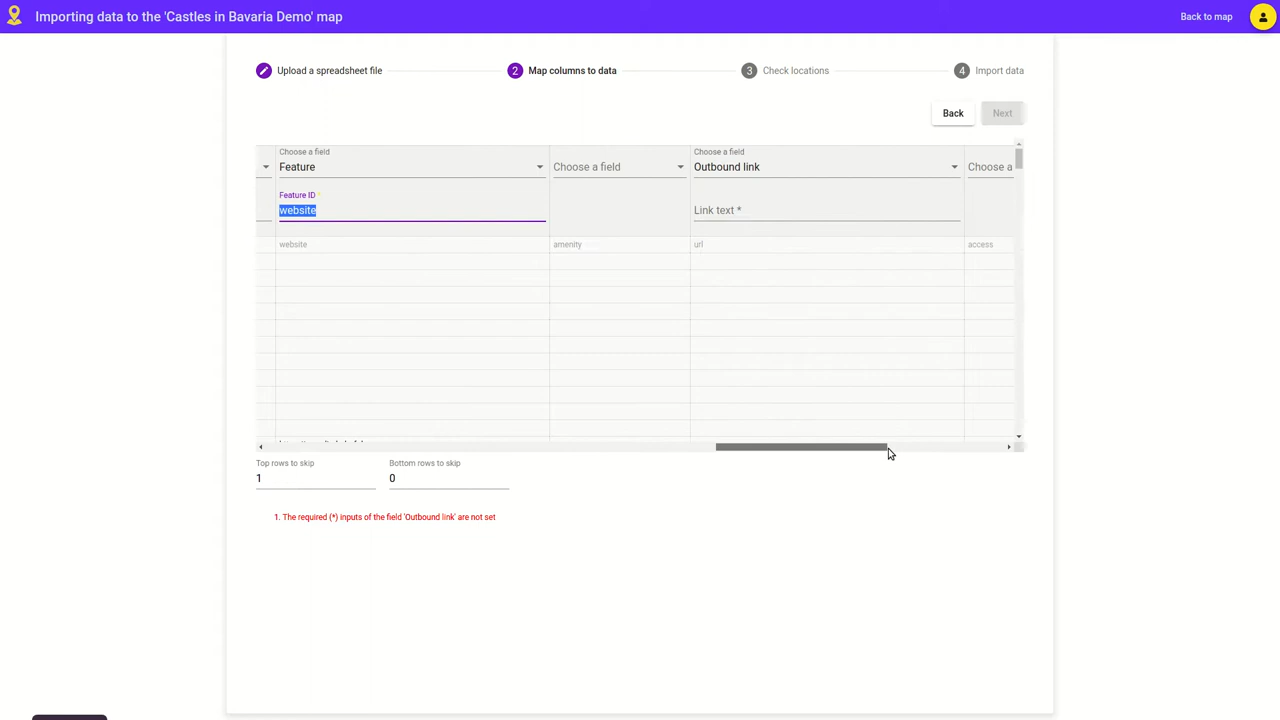 Importing data to the 'Castles in Bavaria Demo' map
Back to map
Upload a spreadsheet file
2 Map columns to data
3 Check locations
4 Import data
Back
Next
Choose a field
Choose a field
Feature
Choose a field
Outbound link
Choose a
Feature ID *
website
Link text *
website
amenity
url
access
Top rows to skip
Bottom rows to skip
1
0
1. The required (*) inputs of the field 'Outbound link' are not set